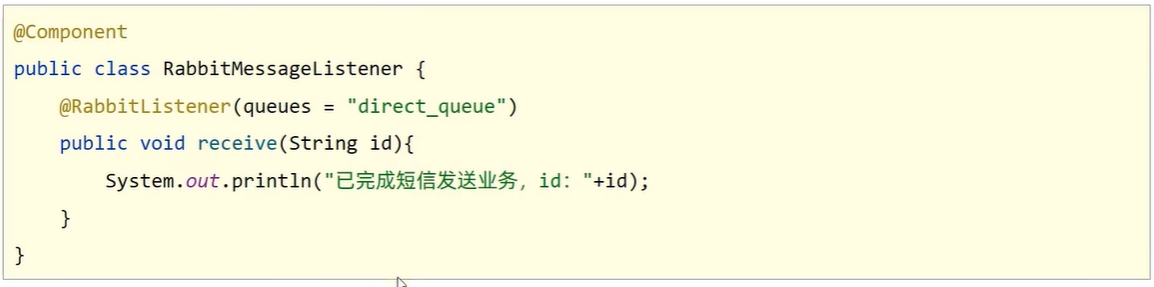 @Component
public class RabbitMessageListener {
    @RabbitListener(queues = "direct_queue")
    public void receive(String id){
        System.out.println("已完成短信发送业务，id："+id);
    }
}